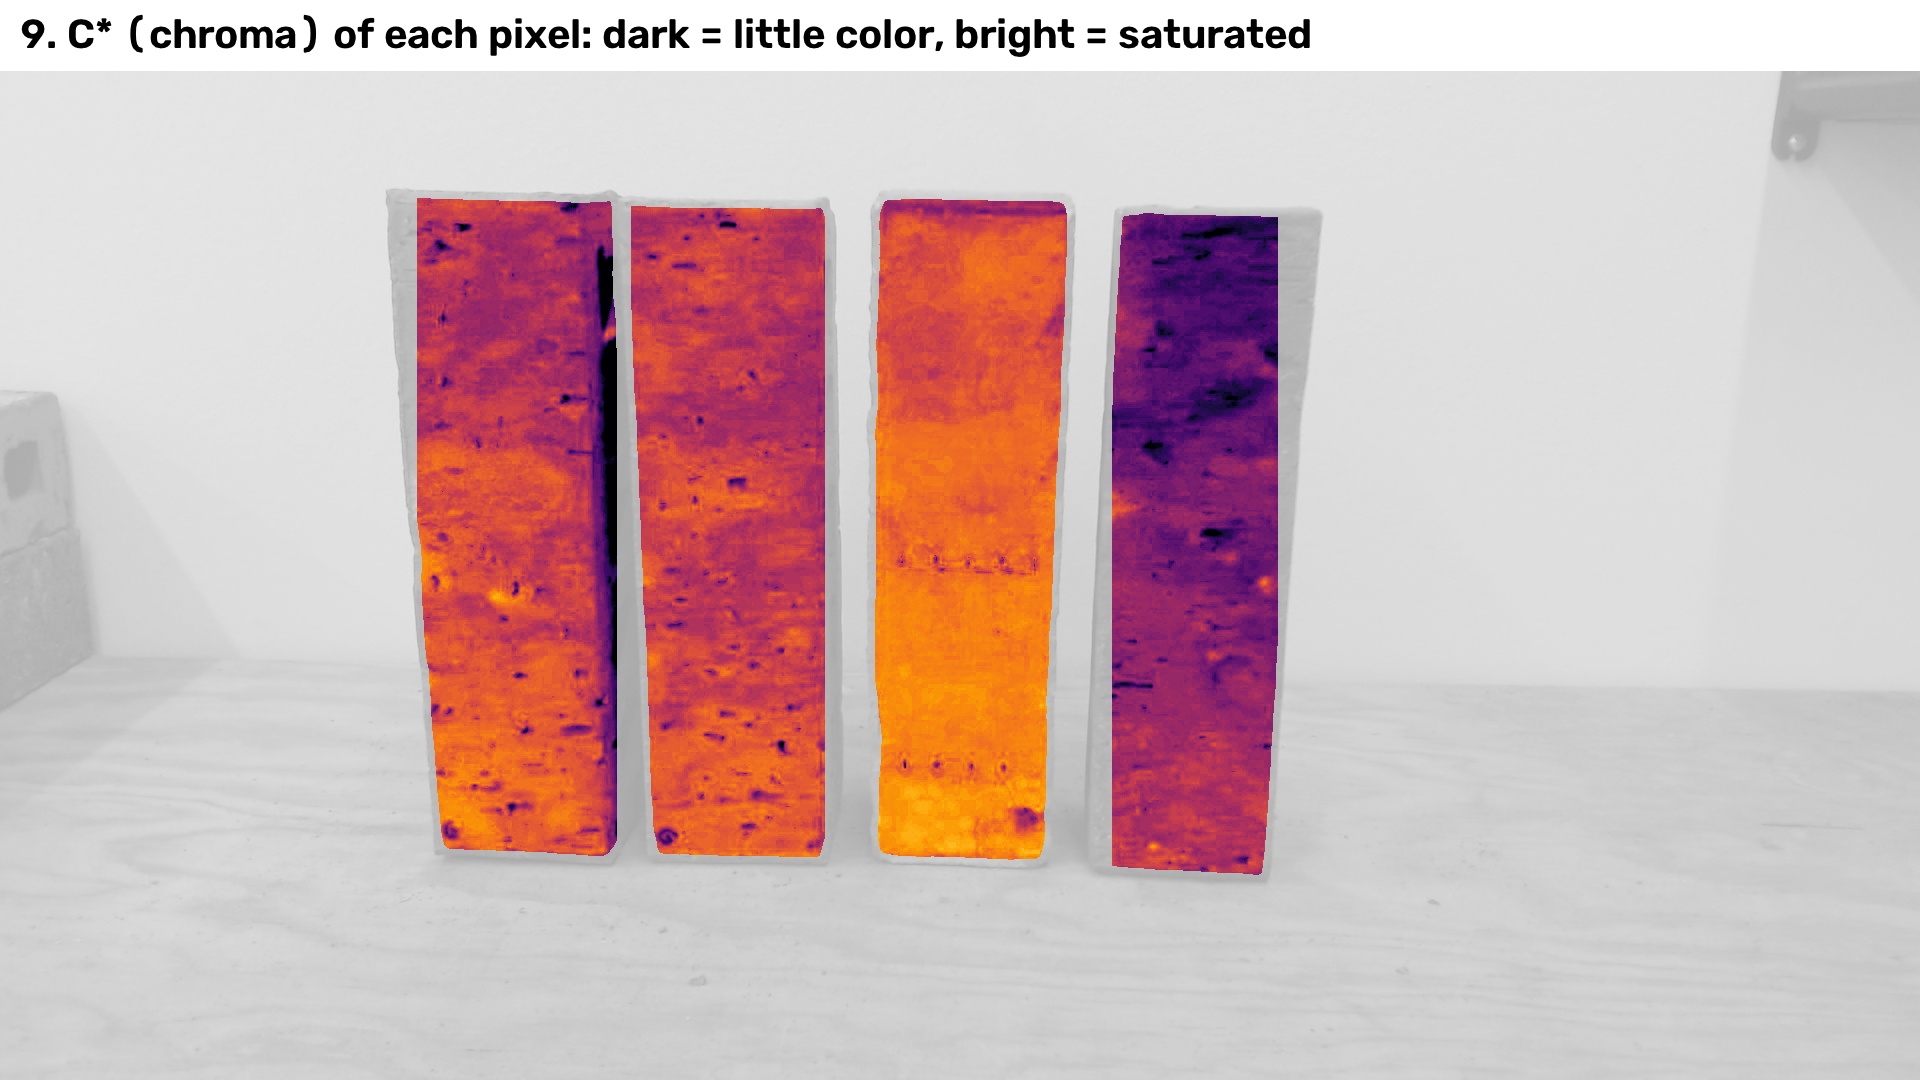 9. C* (chroma) of each pixel: dark = little color, bright = saturated